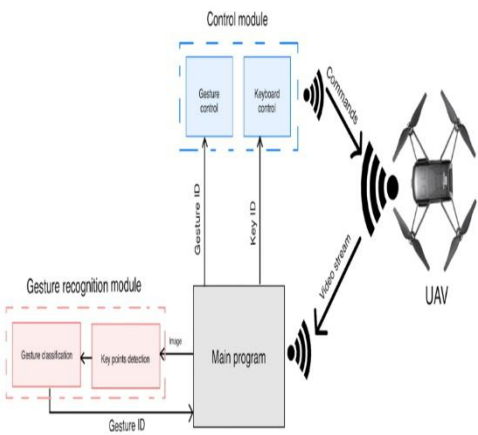 Control module
Gesture
control
Keyboard
control
Commands
Gesture ID
Key ID
Video stream
UAV
Gesture recognition module
Gesture classification
Key points detection
Image
Main program
Gesture ID